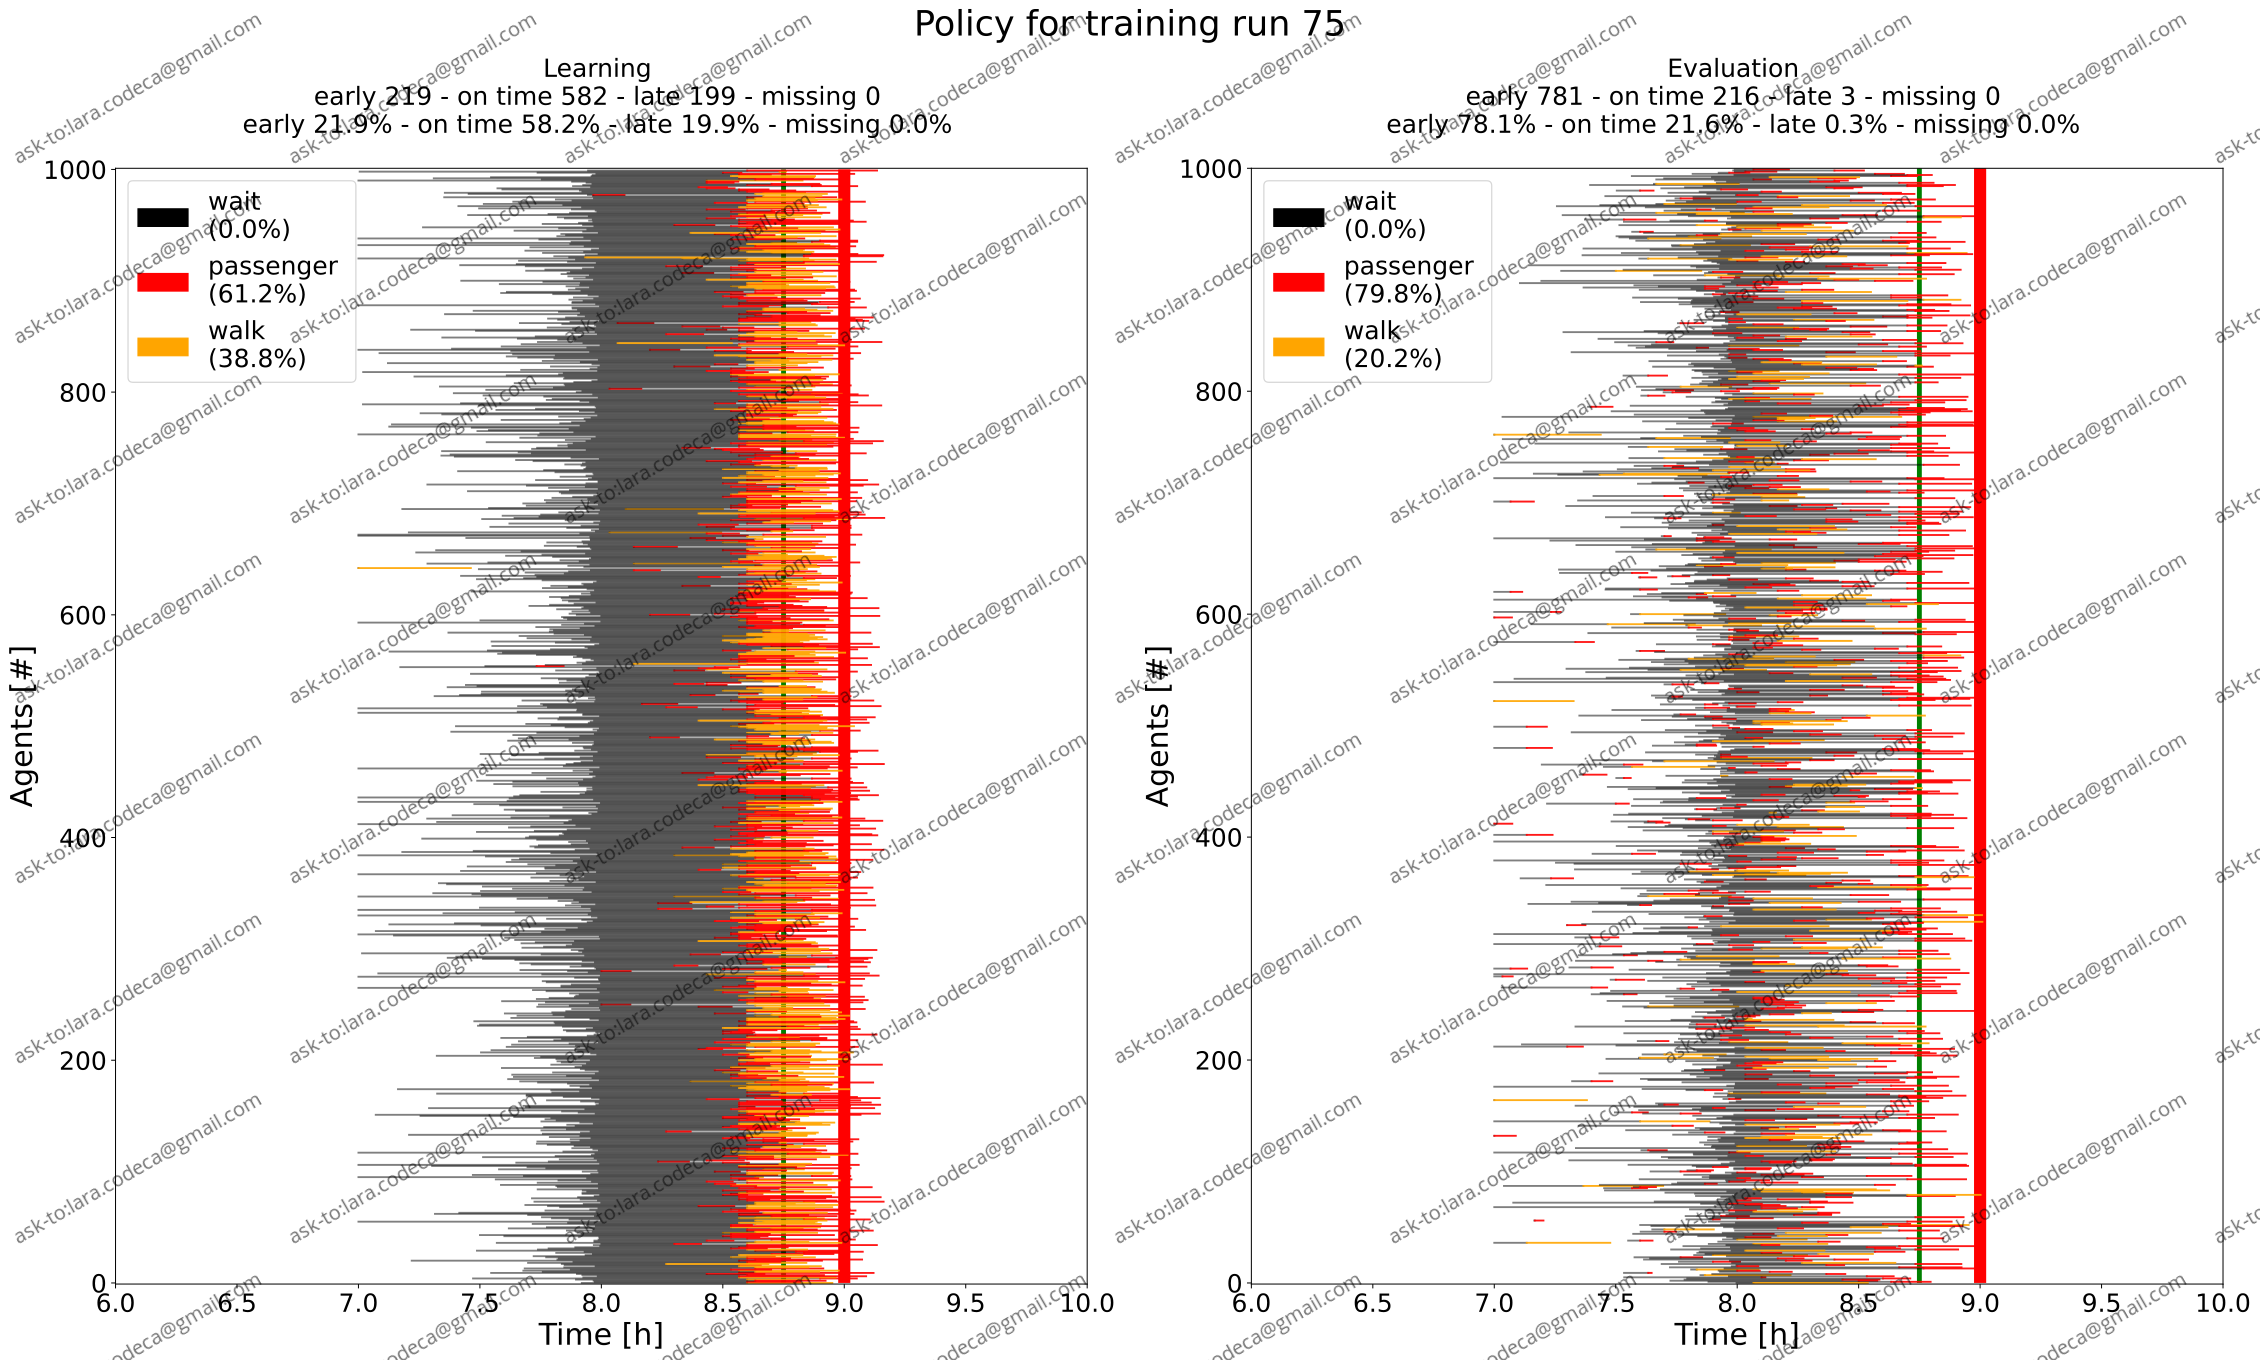 Policy for training run 75
Learning
early 219 - on time 582 - late 199 - missing 0
early 21.9% - on time 58.2% - late 19.9% - missing 0.0%
1000
800
600
400
200
0
Agents [#]
wait
(0.0%)
passenger
(61.2%)
walk
(38.8%)
6.0 6.5 7.0 7.5 8.0 8.5 9.0 9.5 10.0
Time [h]
Evaluation
early 781 - on time 216 - late 3 - missing 0
early 78.1% - on time 21.6% - late 0.3% - missing 0.0%
1000
800
600
400
200
0
Agents [#]
wait
(0.0%)
passenger
(79.8%)
walk
(20.2%)
6.0 6.5 7.0 7.5 8.0 8.5 9.0 9.5 10.0
Time [h]
ask-to:lara.codeca@gmail.com